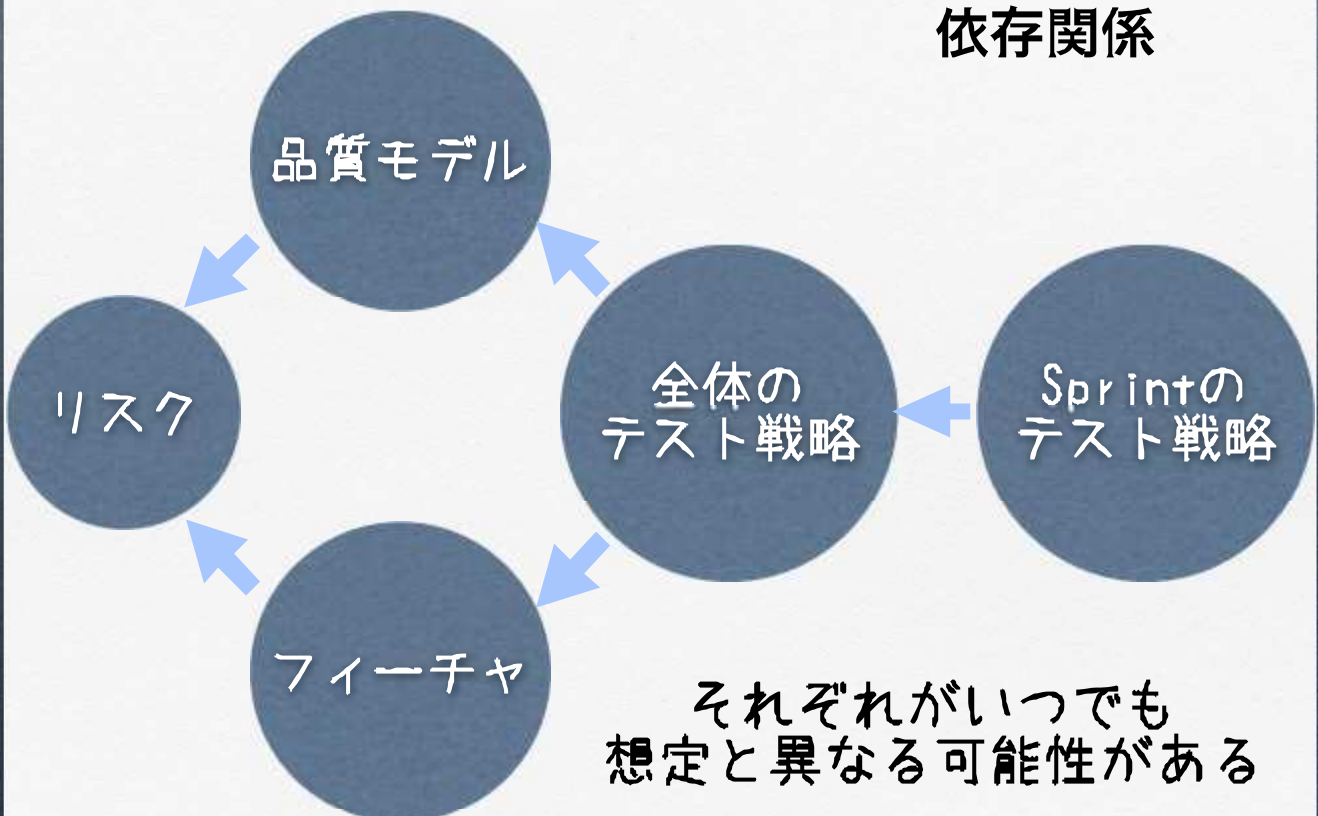 依存関係
品質モデル
リスク
全体の
テスト戦略
Sprintの
テスト戦略
フィーチャ
それぞれがいつでも
想定と異なる可能性がある